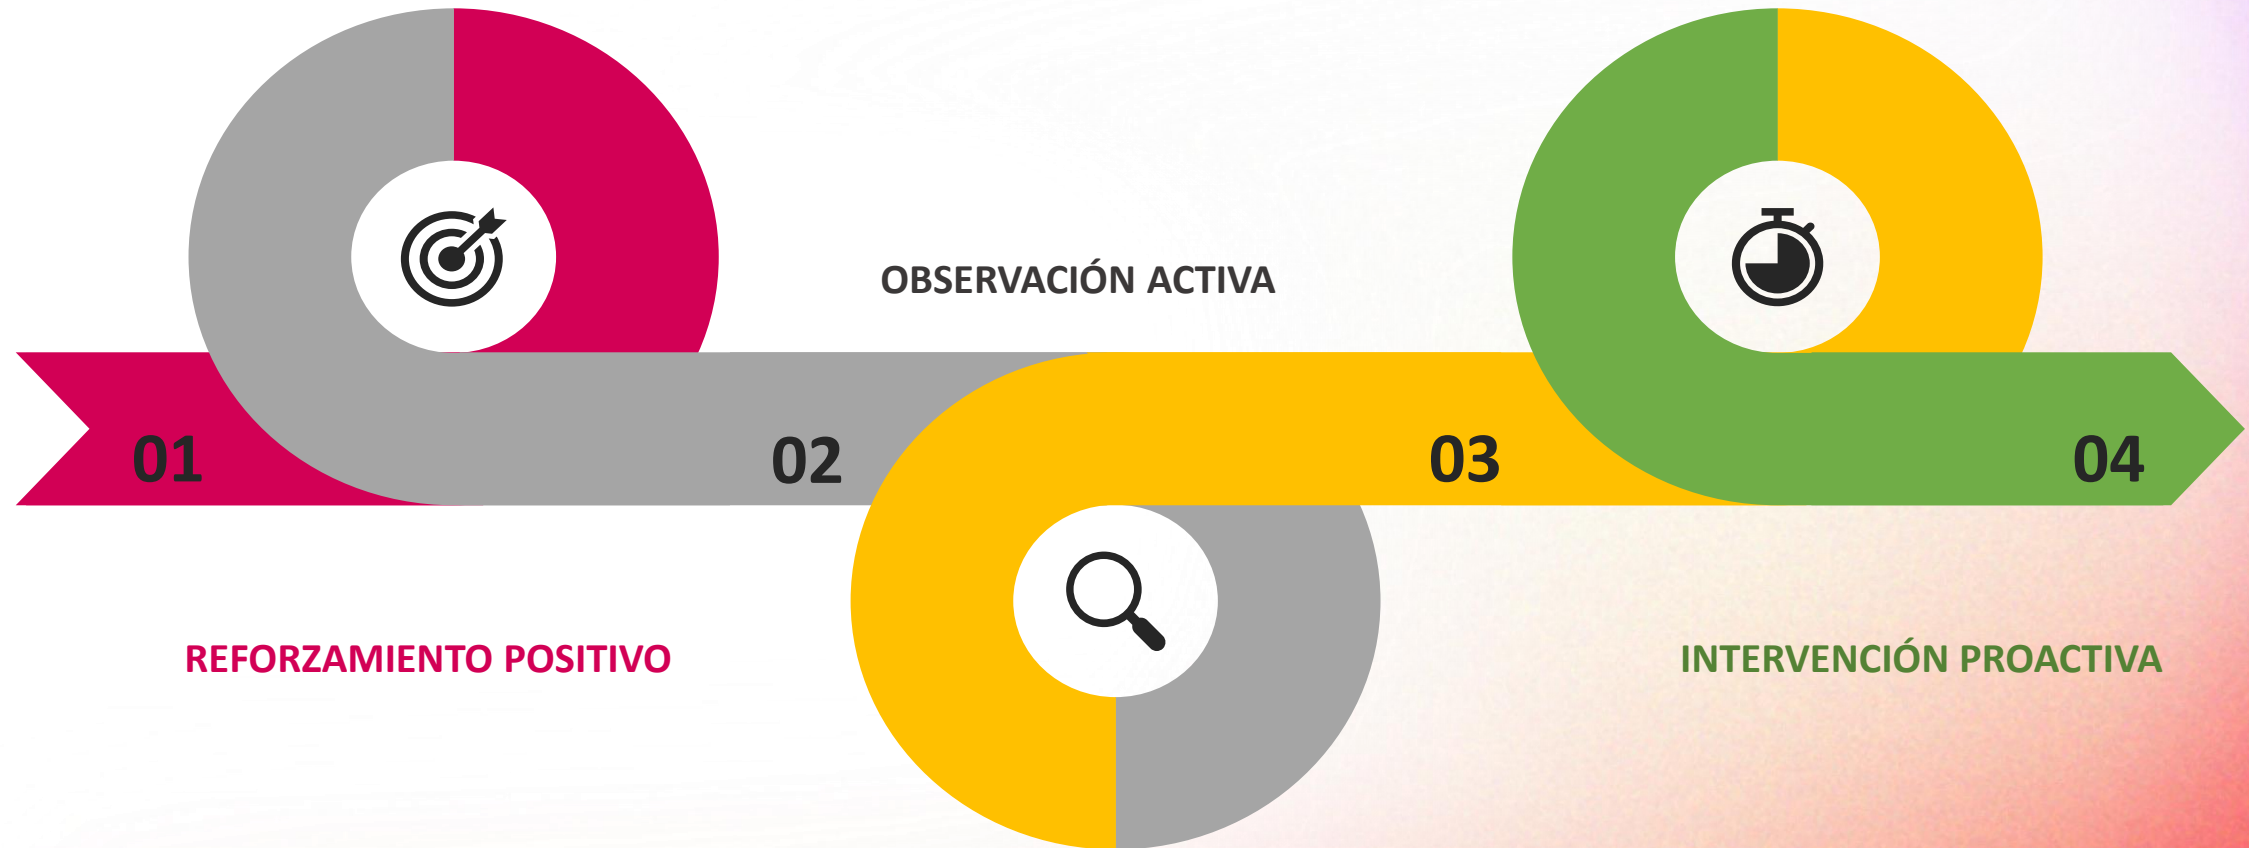 OBSERVACIÓN ACTIVA
01
02
03
04
REFORZAMIENTO POSITIVO
INTERVENCIÓN PROACTIVA